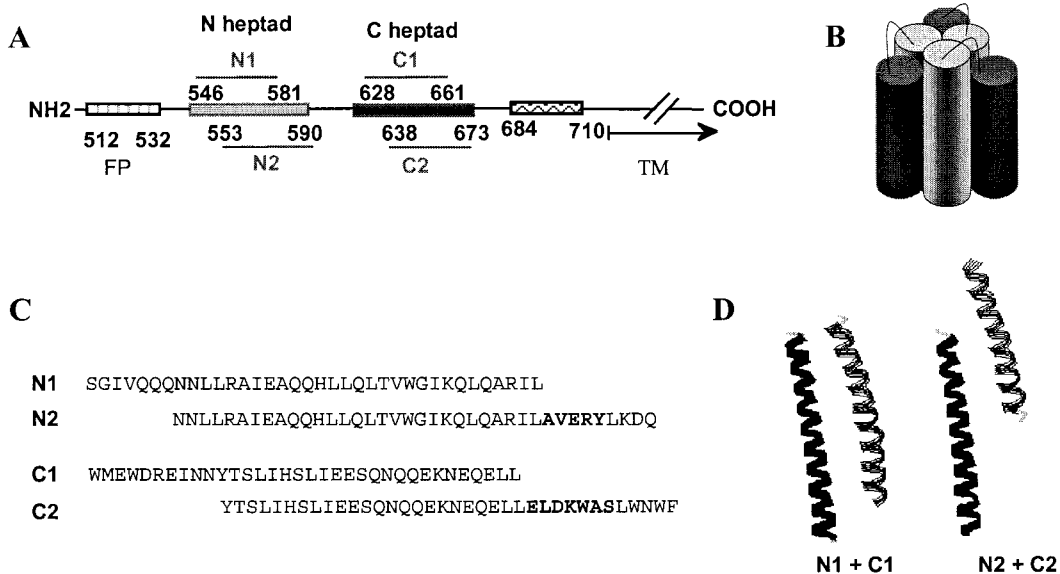 A
N heptad
C heptad
B
N1
C1
546 581 628 661
NH2
COOH
512 532 553 590 638 673 684 710
FP
N2
C2
TM
C
N1 SGIVQQQNNLLRAIEAQQHLLQLTVWGIKQLQARIL
N2 NNLLRAIEAQQHLLQLTVWGIKQLQARILAVERYLKDQ
C1 WMEWDREINNYTSLIHSLIEESQNQQEKNEQELL
C2 YTSLIHSLIEESQNQQEKNEQELLELDKWASLWNWF
D
N1 + C1
N2 + C2